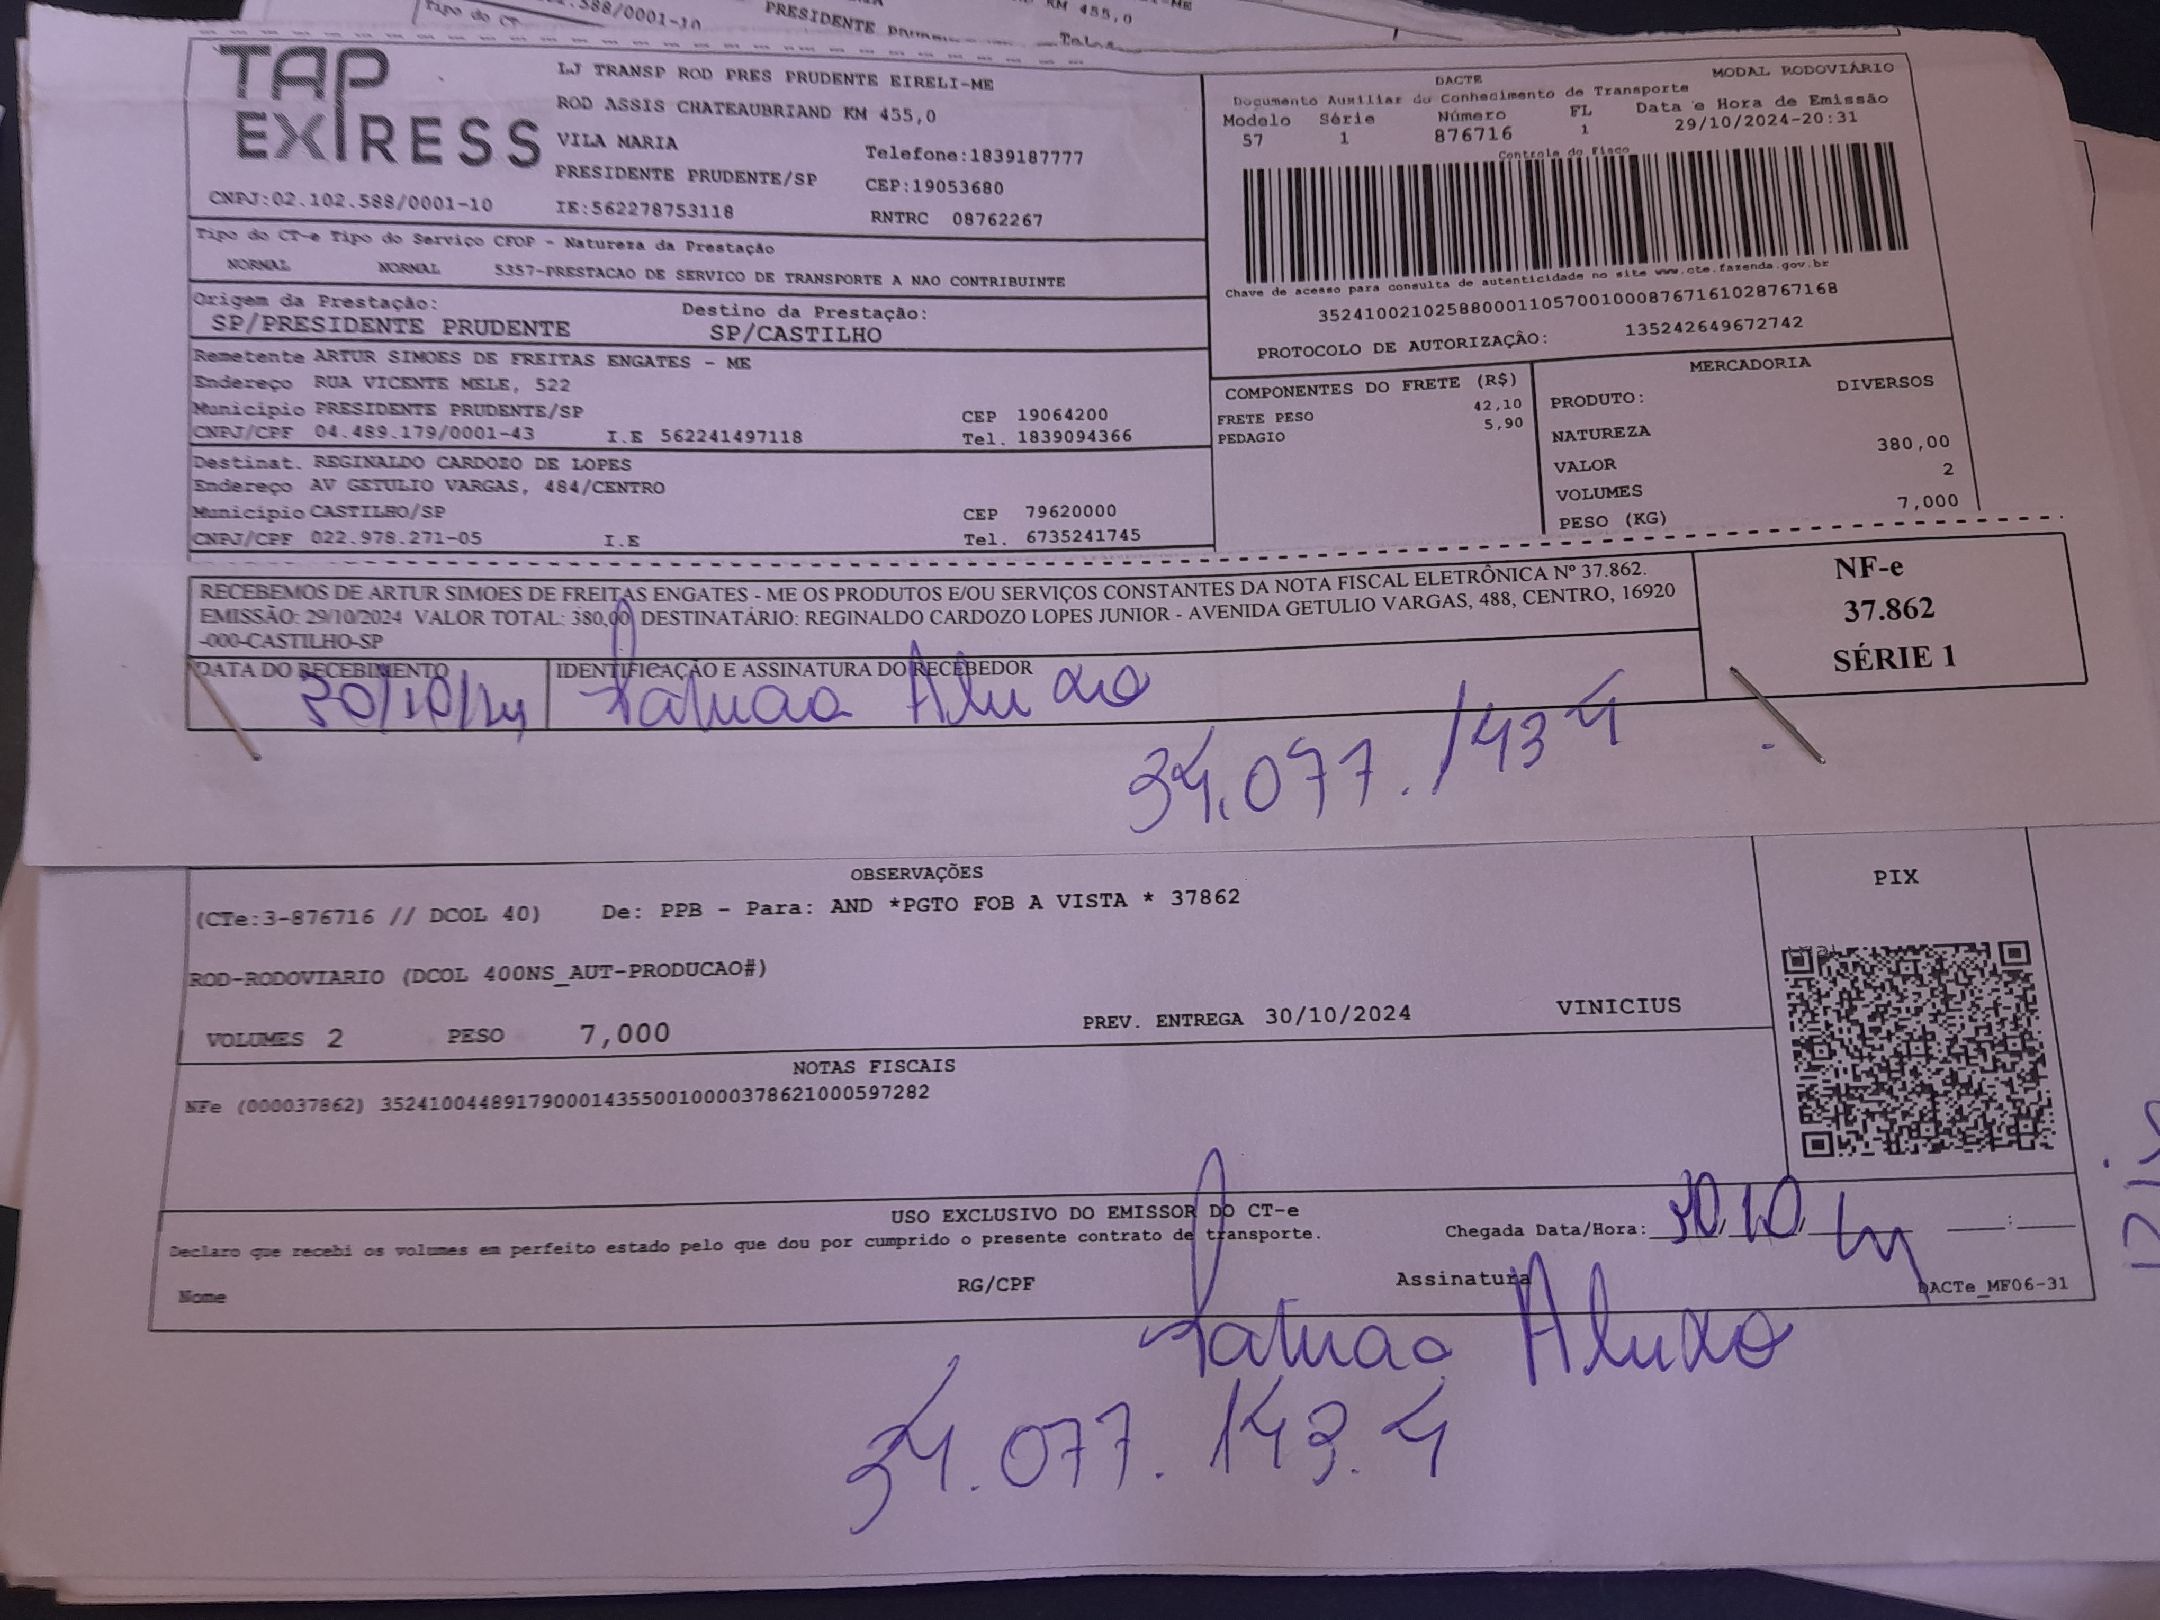 PRESIDENTE
KM 455,0
Tipo do CT
.588/0001-10
TAP
EXPRESS
LJ TRANSP ROD PRES PRUDENTE EIRELI-ME
ROD ASSIS CHATEAUBRIAND KM 455,0
VILA MARIA
Telefone:1839187777
PRESIDENTE PRUDENTE/SP
CEP:19053680
CNPJ:02.102.588/0001-10
IE:562278753118
RNTRC 08762267
DACTE
MODAL RODOVIÁRIO
Documento Auxiliar do Conhecimento de Transporte
Modelo Série Número FL Data e Hora de Emissão
57 1 876716 1 29/10/2024-20:31
Controle do Fisco
Chave de acesso para consulta de autenticidade no site www.cte.fazenda.gov.br
35241002102588000110570010008767161028767168
PROTOCOLO DE AUTORIZAÇÃO: 135242649672742
Tipo do CT-e Tipo do Serviço CFOP - Natureza da Prestação
NORMAL NORMAL 5357-PRESTACAO DE SERVICO DE TRANSPORTE A NAO CONTRIBUINTE
Origem da Prestação: Destino da Prestação:
SP/PRESIDENTE PRUDENTE SP/CASTILHO
Remetente ARTUR SIMOES DE FREITAS ENGATES - ME
Endereço RUA VICENTE MELE, 522
Município PRESIDENTE PRUDENTE/SP CEP 19064200
CNPJ/CPF 04.489.179/0001-43 I.E 562241497118 Tel. 1839094366
Destinat. REGINALDO CARDOZO DE LOPES
Endereço AV GETULIO VARGAS, 484/CENTRO
Município CASTILHO/SP CEP 79620000
CNPJ/CPF 022.978.271-05 I.E Tel. 6735241745
COMPONENTES DO FRETE (R$)
FRETE PESO 42,10
PEDAGIO 5,90
MERCADORIA
PRODUTO: DIVERSOS
NATUREZA
VALOR 380,00
VOLUMES 2
PESO (KG) 7,000
RECEBEMOS DE ARTUR SIMOES DE FREITAS ENGATES - ME OS PRODUTOS E/OU SERVIÇOS CONSTANTES DA NOTA FISCAL ELETRÔNICA Nº 37.862.
EMISSÃO: 29/10/2024 VALOR TOTAL: 380,00 DESTINATÁRIO: REGINALDO CARDOZO LOPES JUNIOR - AVENIDA GETULIO VARGAS, 488, CENTRO, 16920
-000-CASTILHO-SP
NF-e
37.862
SÉRIE 1
DATA DO RECEBIMENTO
IDENTIFICAÇÃO E ASSINATURA DO RECEBEDOR
30/10/24
34.077.143 4
OBSERVAÇÕES
(CTe:3-876716 // DCOL 40) De: PPB - Para: AND *PGTO FOB A VISTA * 37862
PIX
ROD-RODOVIARIO (DCOL 400NS_AUT-PRODUCAO#)
VOLUMES 2 PESO 7,000 PREV. ENTREGA 30/10/2024 VINICIUS
NOTAS FISCAIS
NFe (000037862) 35241004489179000143550010000378621000597282
USO EXCLUSIVO DO EMISSOR DO CT-e
Declaro que recebi os volumes em perfeito estado pelo que dou por cumprido o presente contrato de transporte.
Chegada Data/Hora: 30/10/24
Nome RG/CPF Assinatura DACTe_MF06-31
34.077.143.4